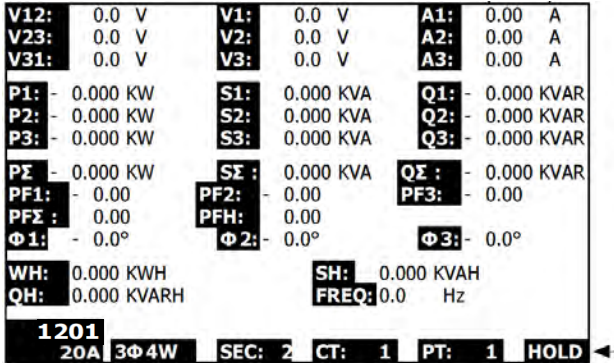 V12: 0.0 V V1: 0.0 V A1: 0.00 A
V23: 0.0 V V2: 0.0 V A2: 0.00 A
V31: 0.0 V V3: 0.0 V A3: 0.00 A
P1: - 0.000 KW S1: 0.000 KVA Q1: - 0.000 KVAR
P2: - 0.000 KW S2: 0.000 KVA Q2: - 0.000 KVAR
P3: - 0.000 KW S3: 0.000 KVA Q3: - 0.000 KVAR
PΣ - 0.000 KW SΣ : 0.000 KVA QΣ : - 0.000 KVAR
PF1: - 0.00 PF2: - 0.00 PF3: - 0.00
PFΣ : 0.00 PFH: 0.00
Φ1: - 0.0° Φ2: - 0.0° Φ3: - 0.0°
WH: 0.000 KWH SH: 0.000 KVAH
QH: 0.000 KVARH FREQ: 0.0 Hz
1201
20A 3Φ4W SEC: 2 CT: 1 PT: 1 HOLD